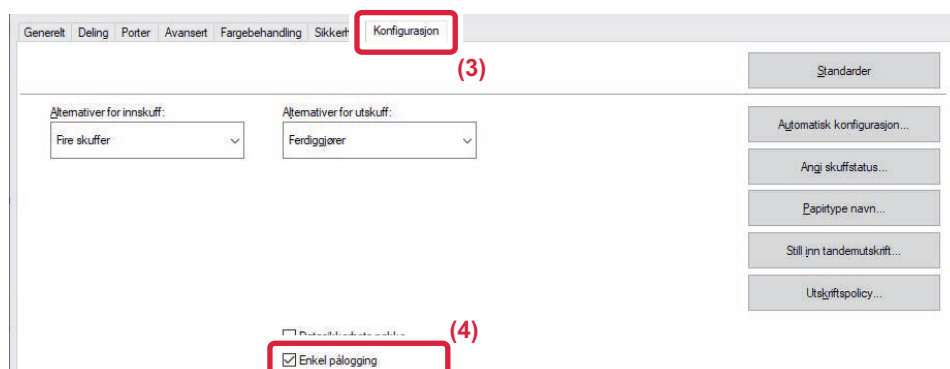 Generelt Deling Porter Avansert Fargebehandling Konfigurasjon
(3)
Standarder
Alternativer for innskuff: Alternativer for utskuff:
Fire skuffer Ferdiggjører
Automatisk konfigurasjon...
Angi skuffstatus...
Papirtype navn...
Still inn tandemutskrift...
Utskriftspolicy...
(4)
Enkel pålogging